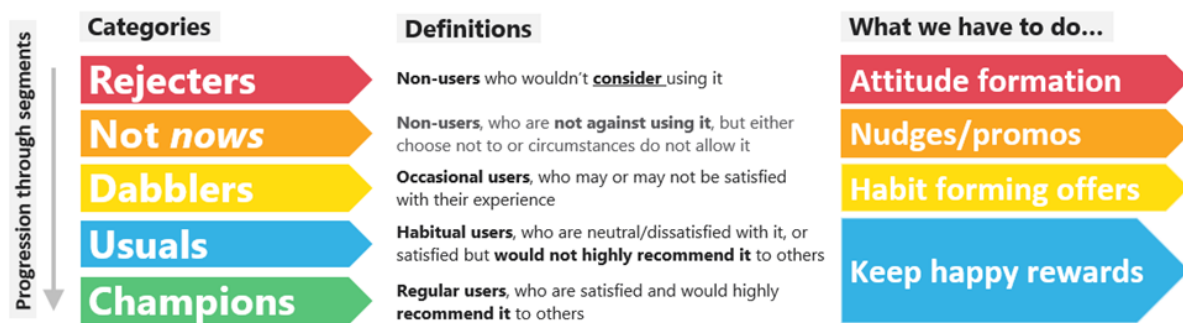 Progression through segments
Categories
Definitions
What we have to do...
Rejecters
Non-users who wouldn't consider using it
Attitude formation
Not nows
Non-users, who are not against using it, but either
choose not to or circumstances do not allow it
Nudges/promos
Dabblers
Occasional users, who may or may not be satisfied
with their experience
Habit forming offers
Usuals
Habitual users, who are neutral/dissatisfied with it, or
satisfied but would not highly recommend it to others
Keep happy rewards
Champions
Regular users, who are satisfied and would highly
recommend it to others